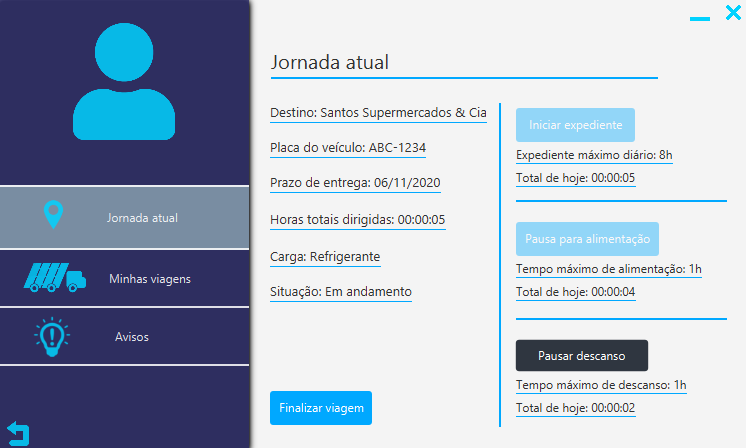 Jornada atual
Minhas viagens
Avisos
Jornada atual
Destino: Santos Supermercados & Cia
Placa do veículo: ABC-1234
Prazo de entrega: 06/11/2020
Horas totais dirigidas: 00:00:05
Carga: Refrigerante
Situação: Em andamento
Finalizar viagem
Iniciar expediente
Expediente máximo diário: 8h
Total de hoje: 00:00:05
Pausa para alimentação
Tempo máximo de alimentação: 1h
Total de hoje: 00:00:04
Pausar descanso
Tempo máximo de descanso: 1h
Total de hoje: 00:00:02